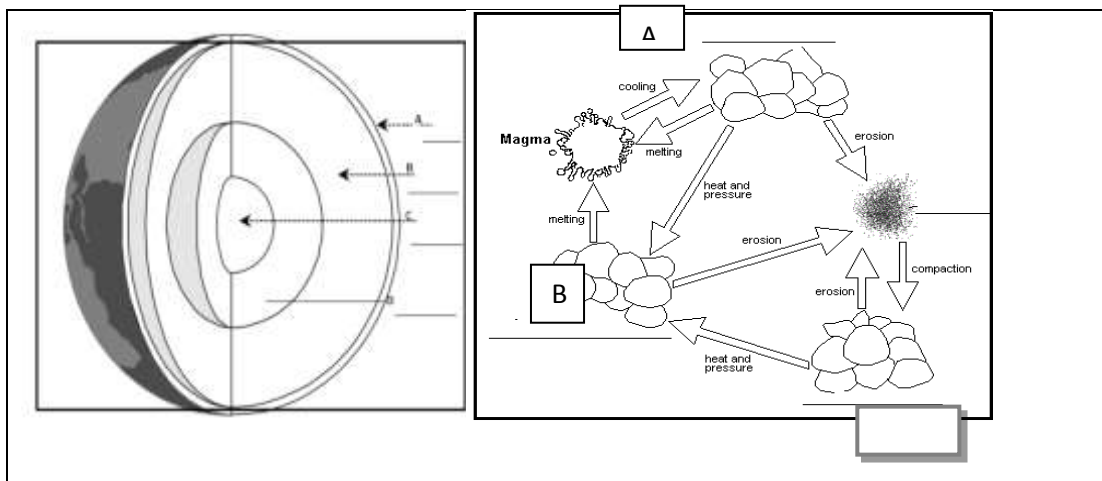 A
B
C
D
A
cooling
Magma
melting
erosion
heat and
pressure
melting
erosion
B
erosion
compaction
heat and
pressure